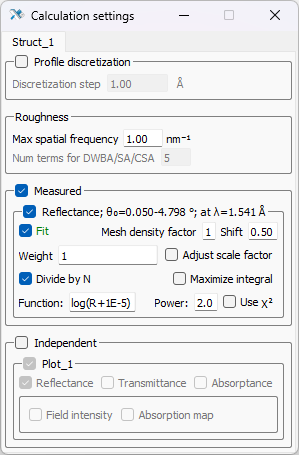 Calculation settings
Struct_1
Profile discretization
Discretization step 1.00 Å
Roughness
Max spatial frequency 1.00 nm⁻¹
Num terms for DWBA/SA/CSA 5
Measured
Reflectance; θ₀=0.050-4.798 °; at λ=1.541 Å
Fit Mesh density factor 1 Shift 0.50
Weight 1 Adjust scale factor
Divide by N Maximize integral
Function: log(R+1E-5) Power: 2.0 Use χ²
Independent
Plot_1
Reflectance Transmittance Absorptance
Field intensity Absorption map